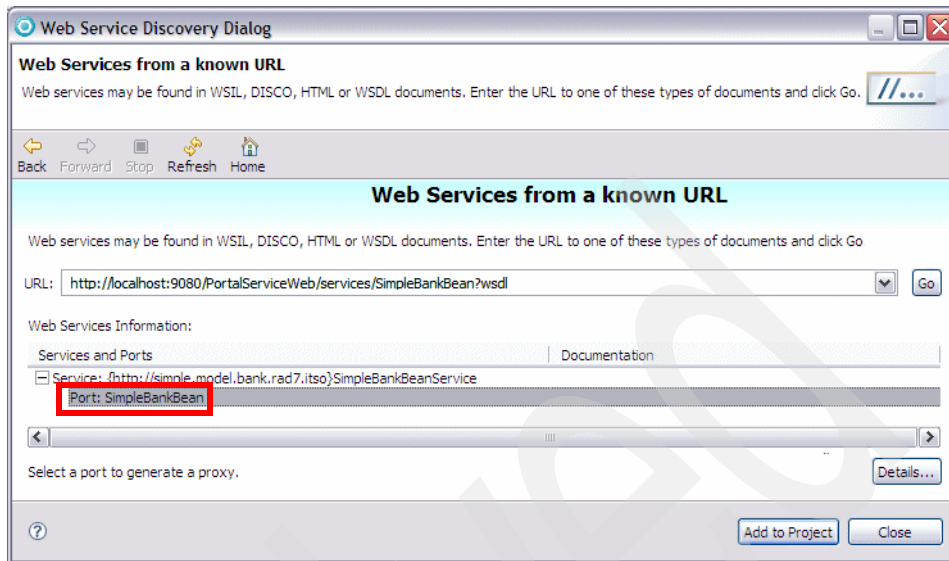 Web Service Discovery Dialog
Web Services from a known URL
Web services may be found in WSIL, DISCO, HTML or WSDL documents. Enter the URL to one of these types of documents and click Go.
//...
Back Forward Stop Refresh Home
Web Services from a known URL
Web services may be found in WSIL, DISCO, HTML or WSDL documents. Enter the URL to one of these types of documents and click Go
URL: http://localhost:9080/PortalServiceWeb/services/SimpleBankBean?wsdl Go
Web Services Information:
Services and Ports Documentation
Service: {http://simple.model.bank.rad7.itso}SimpleBankBeanService
Port: SimpleBankBean
Select a port to generate a proxy. Details...
? Add to Project Close